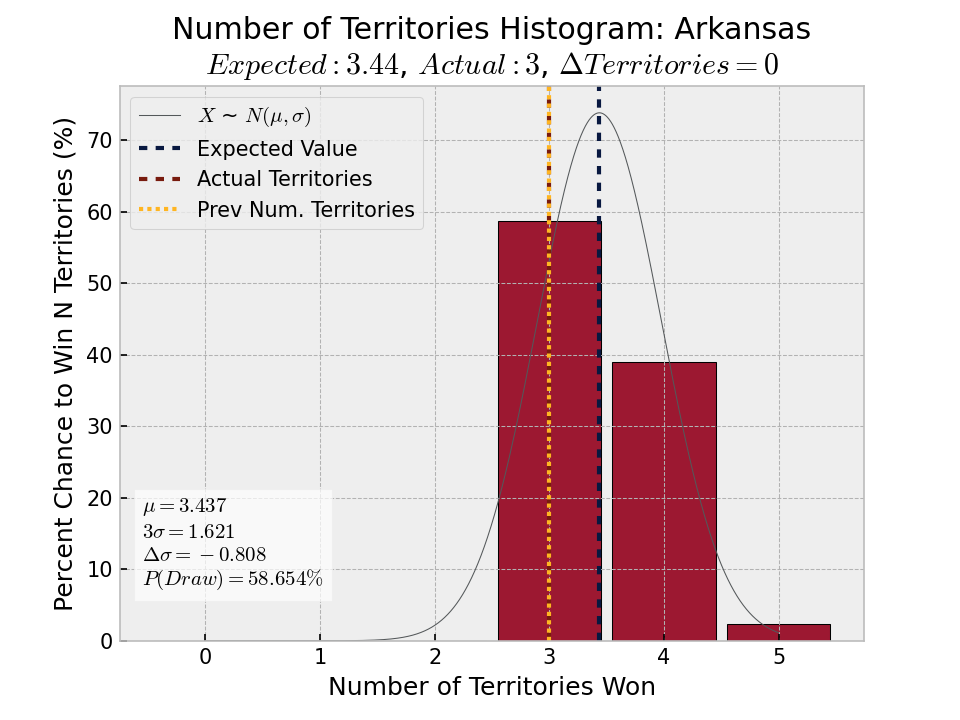 Number of Territories Histogram: Arkansas
Expected : 3.44, Actual : 3, ΔTerritories = 0
Percent Chance to Win N Territories (%)
70
60
50
40
30
20
10
0
X ~ N(μ, σ)
Expected Value
Actual Territories
Prev Num. Territories
μ = 3.437
3σ = 1.621
Δσ = −0.808
P(Draw) = 58.654%
0 1 2 3 4 5
Number of Territories Won